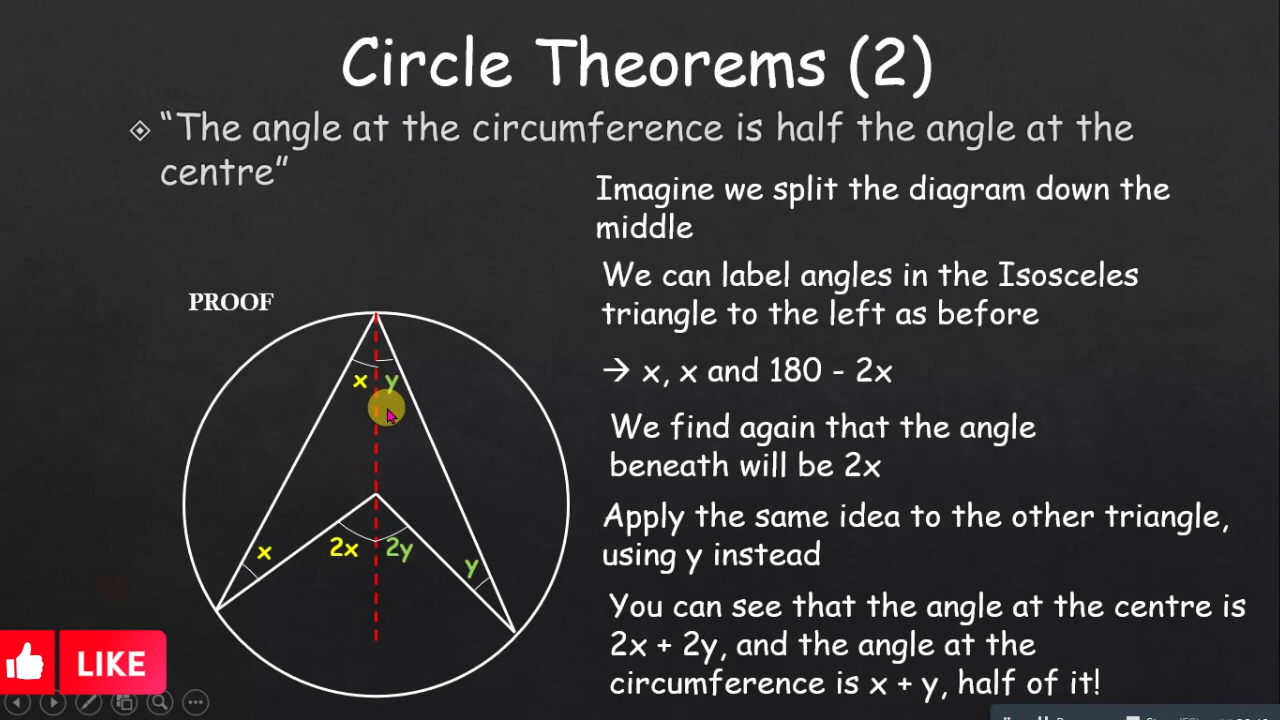 Circle Theorems (2)
“The angle at the circumference is half the angle at the
centre”
Imagine we split the diagram down the
middle
We can label angles in the Isosceles
triangle to the left as before
→ x, x and 180 - 2x
We find again that the angle
beneath will be 2x
Apply the same idea to the other triangle,
using y instead
You can see that the angle at the centre is
2x + 2y, and the angle at the
circumference is x + y, half of it!
PROOF
x y
x 2x 2y y
LIKE